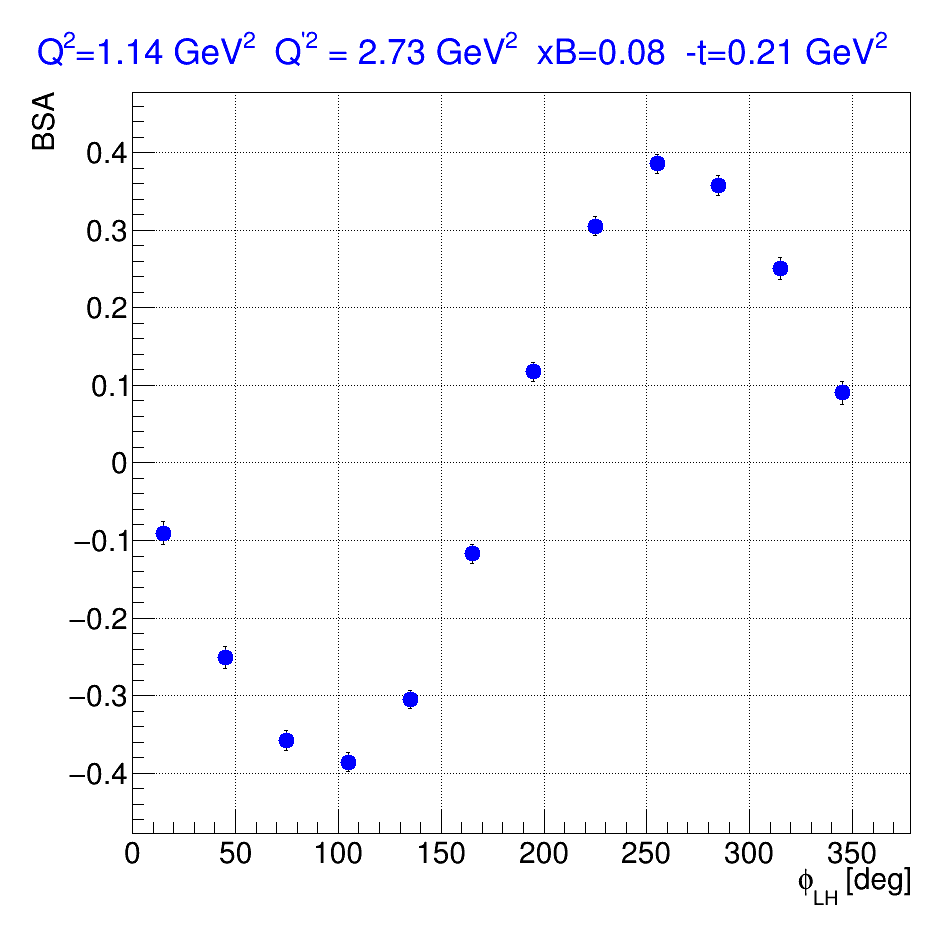 Q²=1.14 GeV² Q'² = 2.73 GeV² xB=0.08 -t=0.21 GeV²
BSA
0.4
0.3
0.2
0.1
0
−0.1
−0.2
−0.3
−0.4
0 50 100 150 200 250 300 350
ϕ_LH [deg]